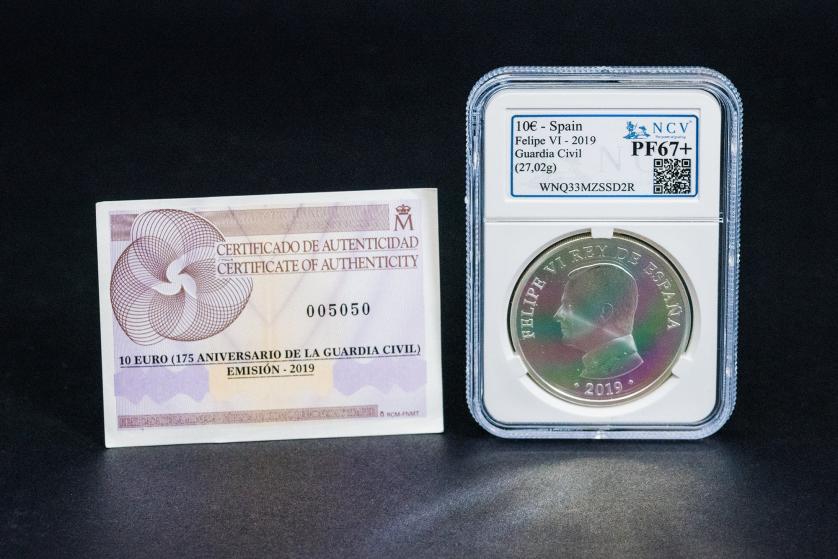 M
CERTIFICADO DE AUTENTICIDAD
CERTIFICATE OF AUTHENTICITY
005050
10 EURO (175 ANIVERSARIO DE LA GUARDIA CIVIL)
EMISIÓN - 2019
RCM-FNMT
10€ - Spain
Felipe VI - 2019
Guardia Civil
(27,02g)
NCV
PF67+
WNQ33MZSSD2R
FELIPE VI REY DE ESPAÑA
• 2019 •